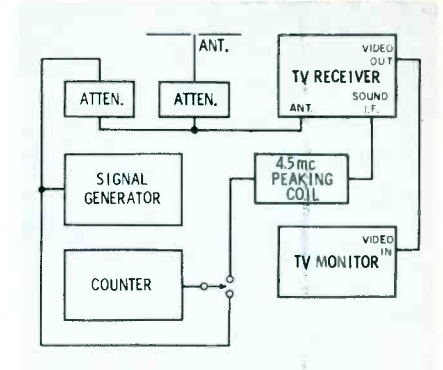 ANT.
VIDEO
OUT
TV RECEIVER
ATTEN.
ATTEN.
SOUND
ANT.
I.F.
4.5mc
PEAKING
COIL
SIGNAL
GENERATOR
VIDEO
IN
TV MONITOR
COUNTER